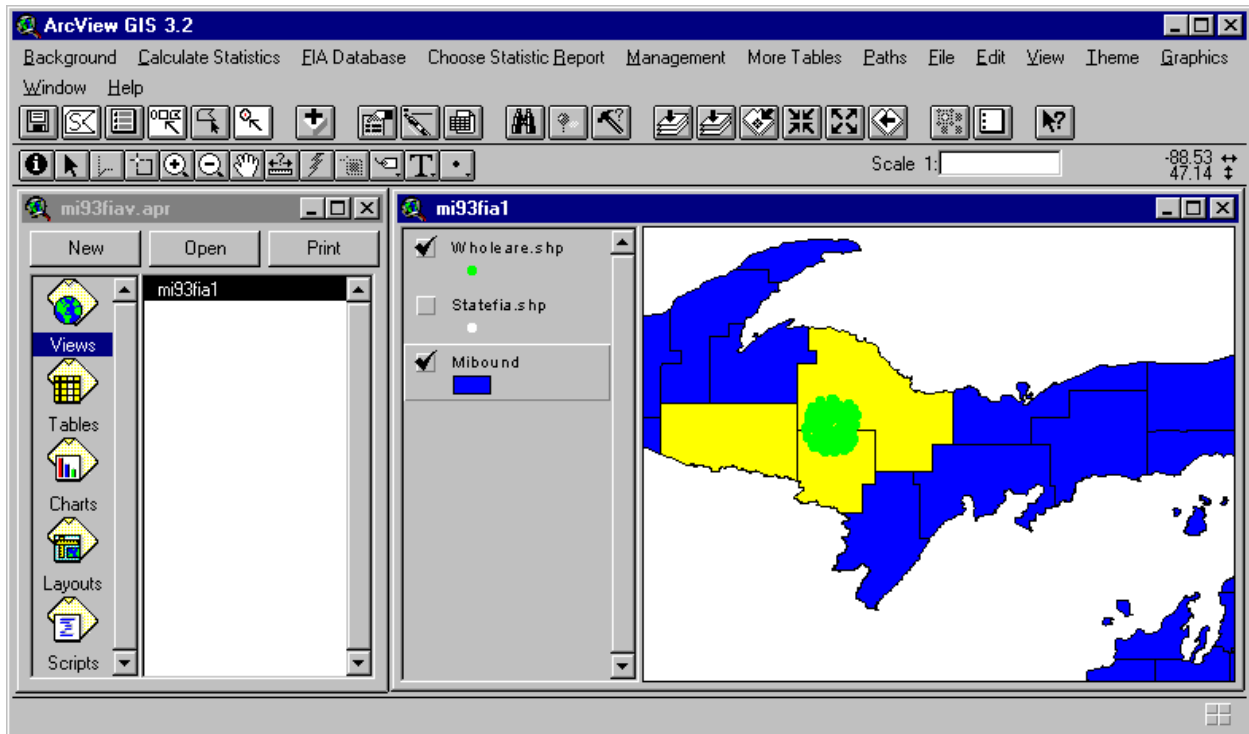 ArcView GIS 3.2
Background Calculate Statistics FIA Database Choose Statistic Report Management More Tables Paths File Edit View Theme Graphics
Window Help
Scale 1:
-88.53
47.14
mi93fiav.apr
New Open Print
mi93fia1
Views
Tables
Charts
Layouts
Scripts
mi93fia1
Wholeare.shp
Statefia.shp
Mibound